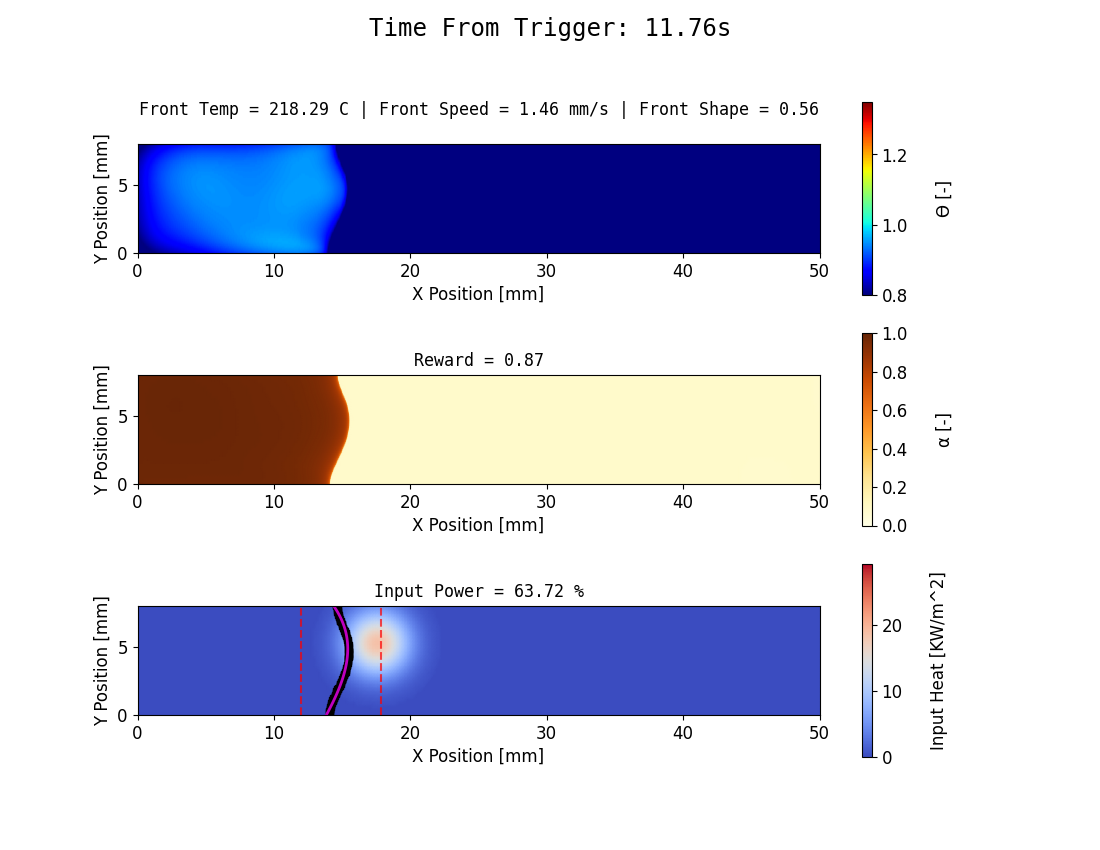 Time From Trigger: 11.76s
Front Temp = 218.29 C | Front Speed = 1.46 mm/s | Front Shape = 0.56
Y Position [mm]
5
0
0 10 20 30 40 50
X Position [mm]
1.2
1.0
0.8
Θ [-]
Reward = 0.87
Y Position [mm]
5
0
0 10 20 30 40 50
X Position [mm]
1.0
0.8
0.6
0.4
0.2
0.0
α [-]
Input Power = 63.72 %
Y Position [mm]
5
0
0 10 20 30 40 50
X Position [mm]
20
10
0
Input Heat [KW/m^2]